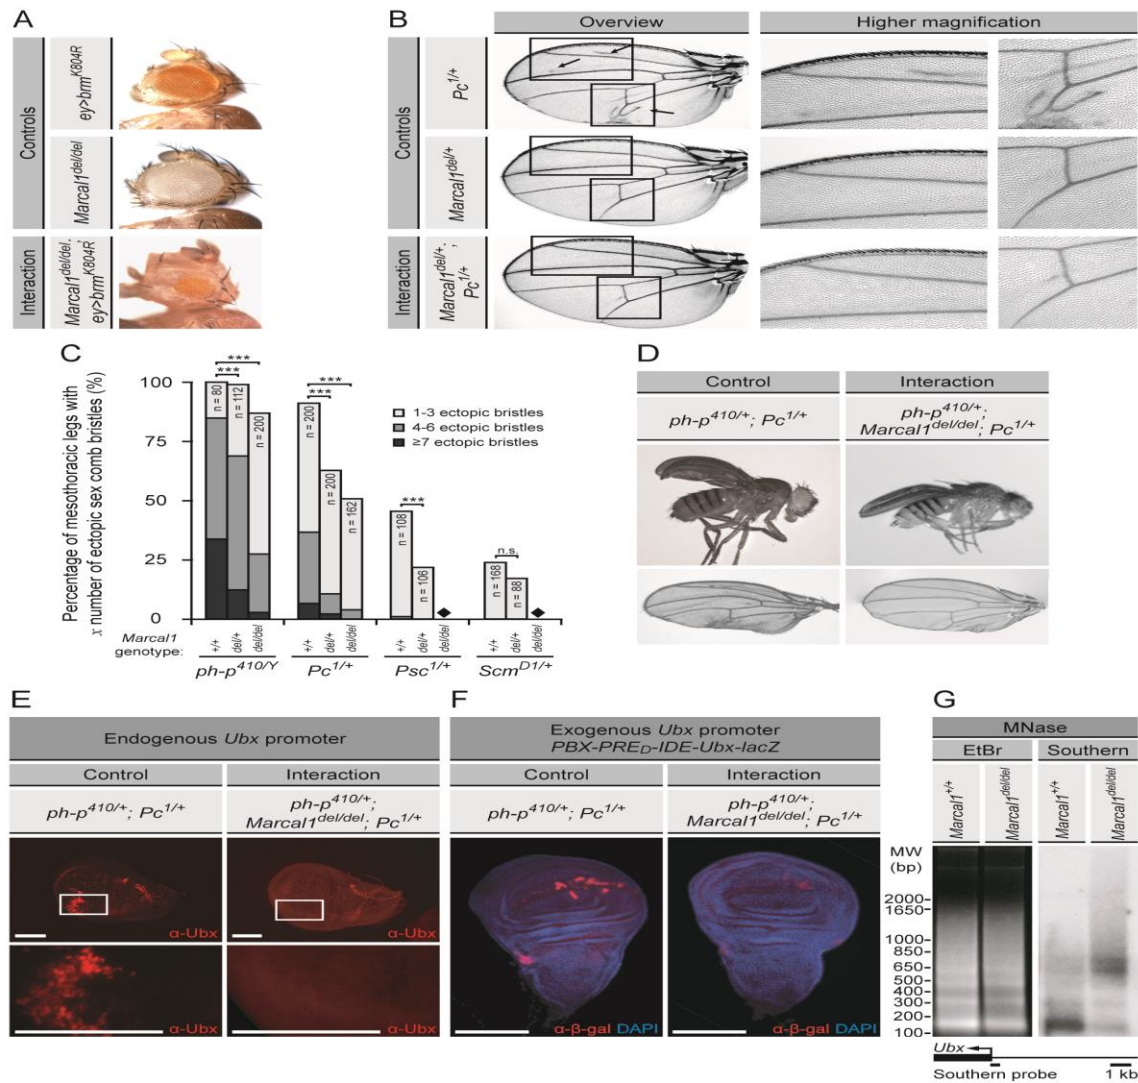 A
Controls
ey>brm^K804R
Marcal1^del/del
Interaction
Marcal1^del/del;
ey>brm^K804R
B
Overview
Higher magnification
Controls
Pc^1/+
Marcal1^del/+
Interaction
Marcal1^del/+;
Pc^1/+
C
Percentage of mesothoracic legs with
x number of ectopic sex comb bristles (%)
100
75
50
25
0
***
***
n = 80
n = 112
n = 200
***
***
n = 200
n = 200
n = 162
***
n = 108
n = 106
n.s.
n = 168
n = 88
1-3 ectopic bristles
4-6 ectopic bristles
≥7 ectopic bristles
Marcal1
genotype:
+/+ del/+ del/del +/+ del/+ del/del +/+ del/+ del/del +/+ del/+ del/del
ph-p^410/Y Pc^1/+ Psc^1/+ Scm^D1/+
D
Control
Interaction
ph-p^410/+; Pc^1/+
ph-p^410/+;
Marcal1^del/del; Pc^1/+
E
Endogenous Ubx promoter
Control
Interaction
ph-p^410/+; Pc^1/+
ph-p^410/+;
Marcal1^del/del; Pc^1/+
α-Ubx
α-Ubx
α-Ubx
α-Ubx
F
Exogenous Ubx promoter
PBX-PRE_D-IDE-Ubx-lacZ
Control
Interaction
ph-p^410/+; Pc^1/+
ph-p^410/+;
Marcal1^del/del; Pc^1/+
α-β-gal DAPI
α-β-gal DAPI
G
MNase
EtBr
Southern
Marcal1^+/+
Marcal1^del/del
Marcal1^+/+
Marcal1^del/del
MW
(bp)
2000-
1650-
1000-
850-
650-
500-
400-
300-
200-
100-
Ubx
Southern probe
1 kb